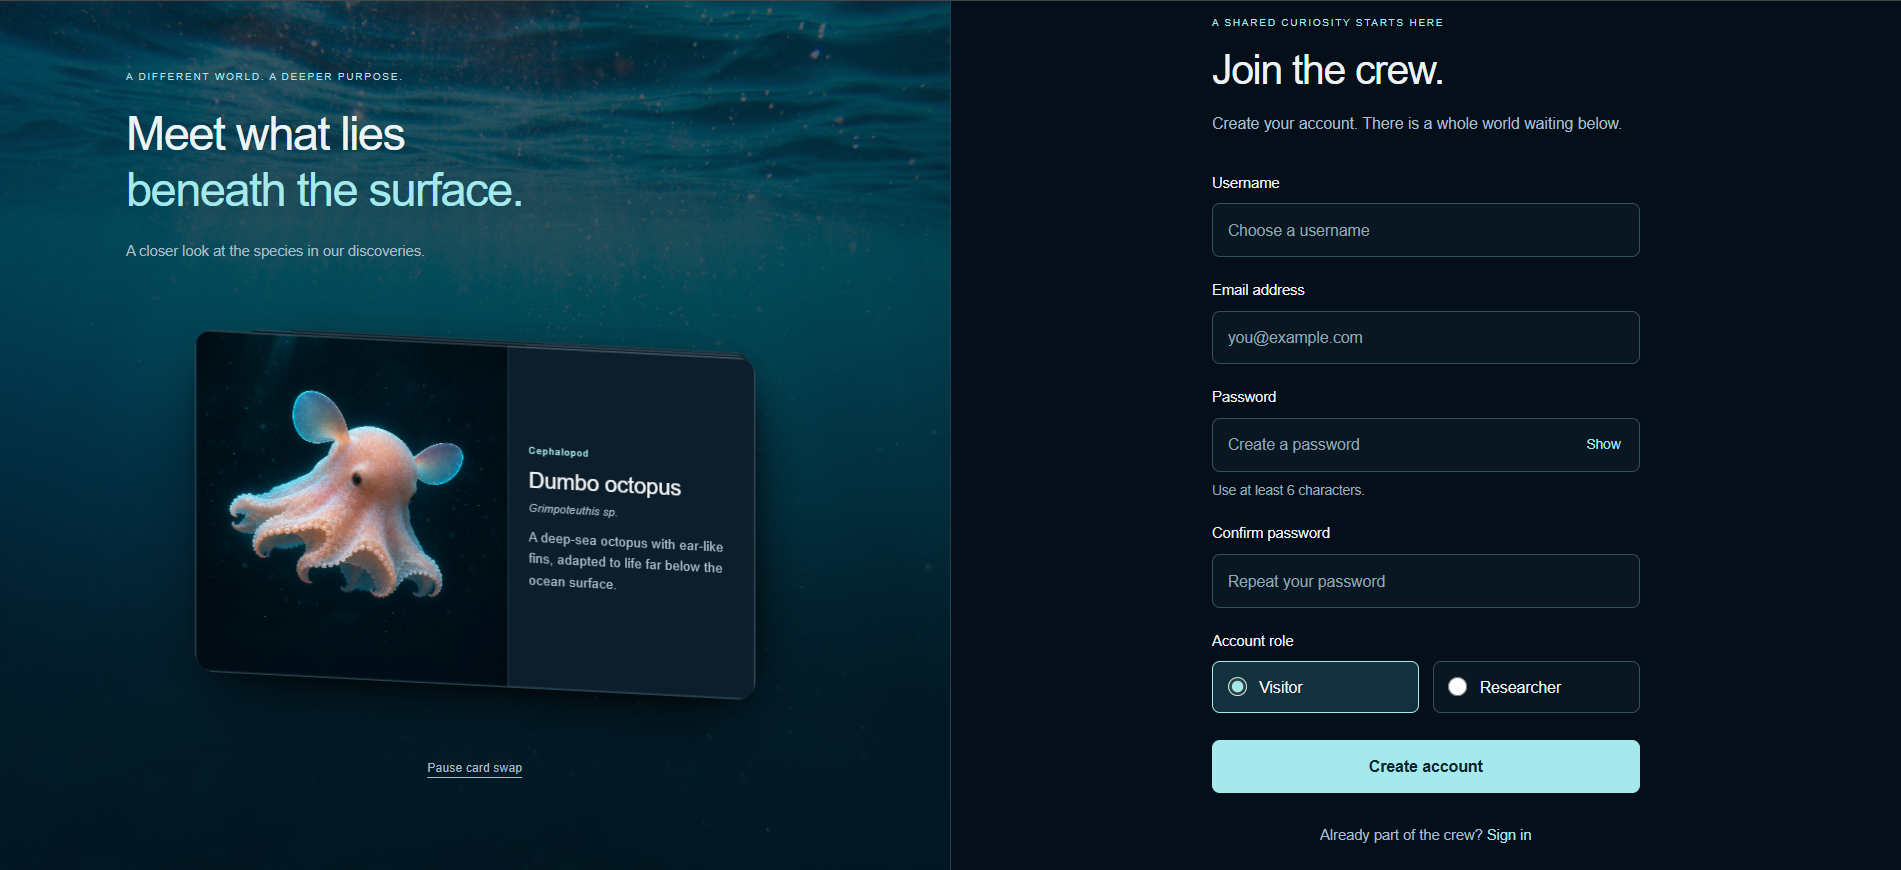 A DIFFERENT WORLD. A DEEPER PURPOSE.
Meet what lies
beneath the surface.
A closer look at the species in our discoveries.
Cephalopod
Dumbo octopus
Grimpoteuthis sp.
A deep-sea octopus with ear-like
fins, adapted to life far below the
ocean surface.
Pause card swap
A SHARED CURIOSITY STARTS HERE
Join the crew.
Create your account. There is a whole world waiting below.
Username
Choose a username
Email address
you@example.com
Password
Create a password
Show
Use at least 6 characters.
Confirm password
Repeat your password
Account role
Visitor
Researcher
Create account
Already part of the crew? Sign in